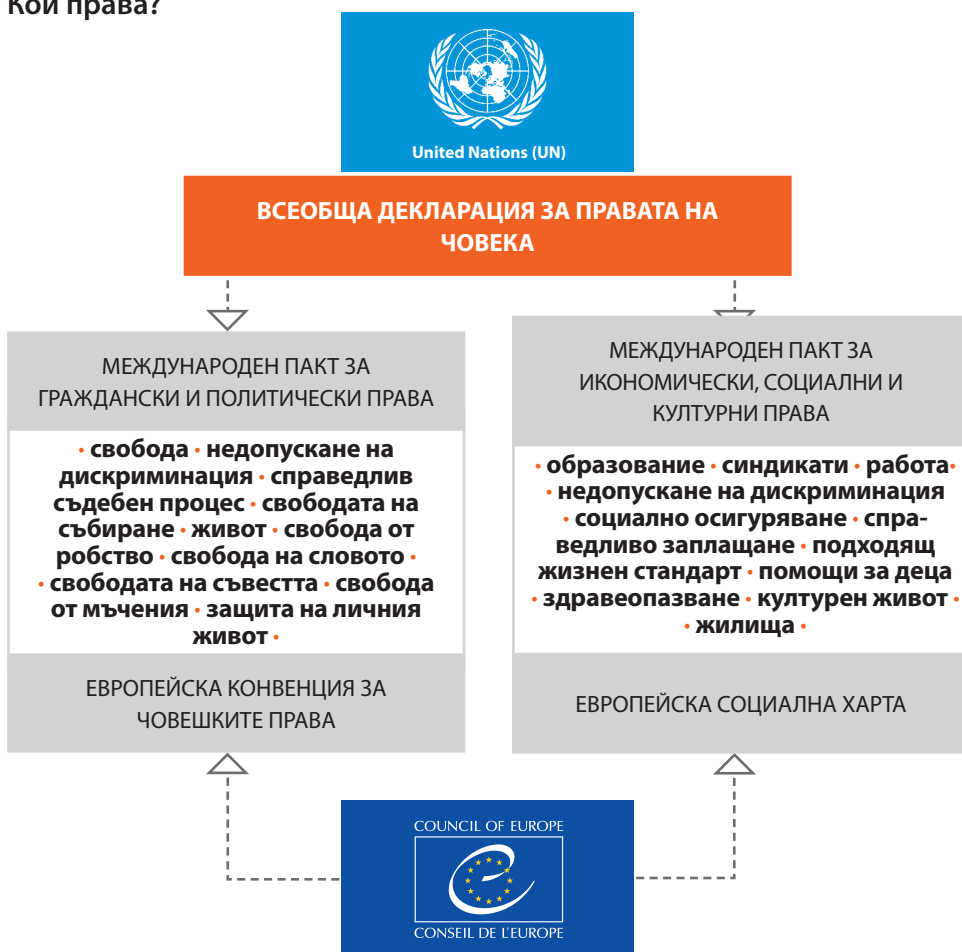 Кои права?
United Nations (UN)
ВСЕОБЩА ДЕКЛАРАЦИЯ ЗА ПРАВАТА НА
ЧОВЕКА
МЕЖДУНАРОДЕН ПАКТ ЗА
ГРАЖДАНСКИ И ПОЛИТИЧЕСКИ ПРАВА
• свобода • недопускане на
дискриминация • справедлив
съдебен процес • свободата на
събиране • живот • свобода от
робство • свобода на словото •
• свободата на съвестта • свобода
от мъчения • защита на личния
живот •
ЕВРОПЕЙСКА КОНВЕНЦИЯ ЗА
ЧОВЕШКИТЕ ПРАВА
МЕЖДУНАРОДЕН ПАКТ ЗА
ИКОНОМИЧЕСКИ, СОЦИАЛНИ И
КУЛТУРНИ ПРАВА
• образование • синдикати • работа•
• недопускане на дискриминация
• социално осигуряване • спра-
ведливо заплащане • подходящ
жизнен стандарт • помощи за деца
• здравеопазване • културен живот •
• жилища •
ЕВРОПЕЙСКА СОЦИАЛНА ХАРТА
COUNCIL OF EUROPE
CONSEIL DE L'EUROPE